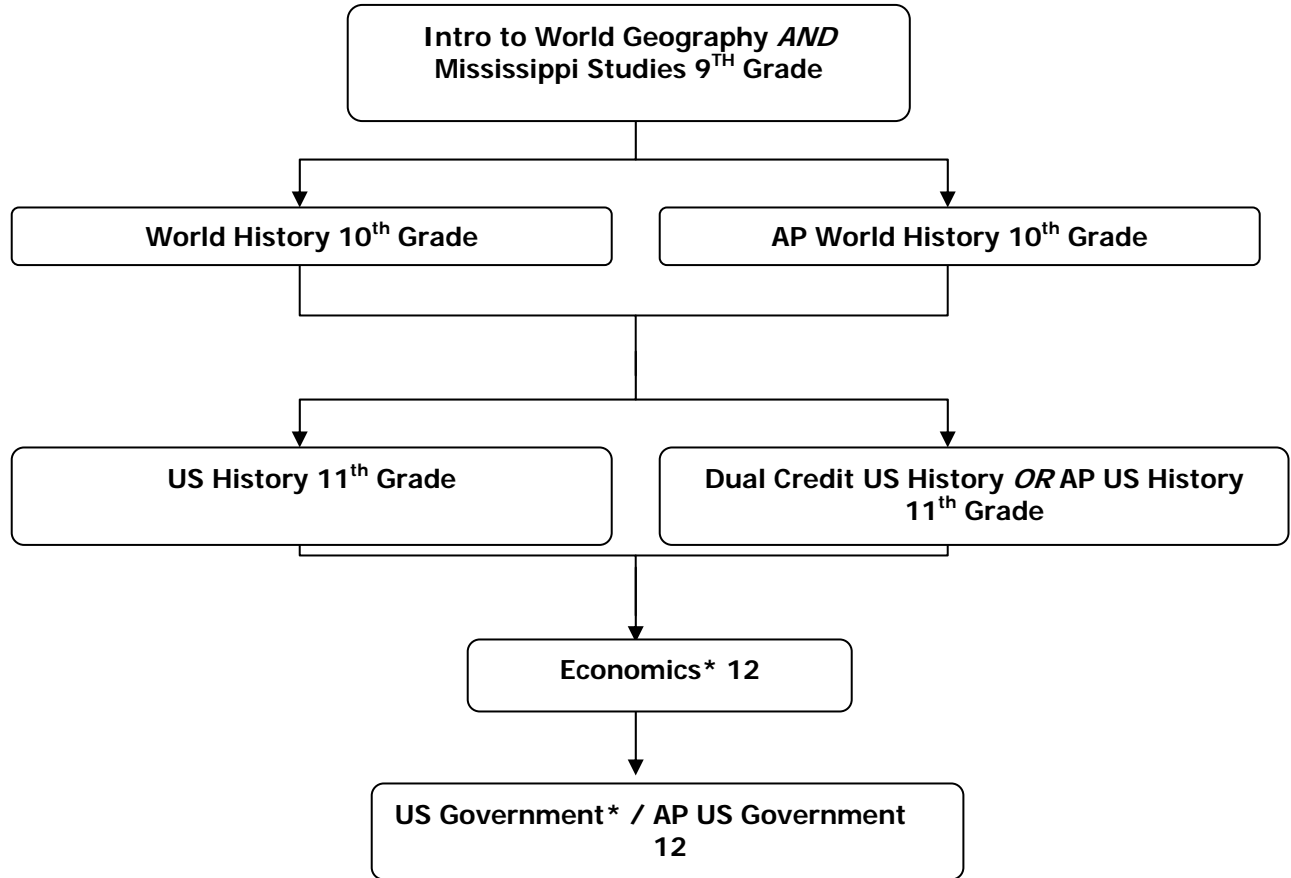 Intro to World Geography AND
Mississippi Studies 9TH Grade
World History 10th Grade
AP World History 10th Grade
US History 11th Grade
Dual Credit US History OR AP US History
11th Grade
Economics* 12
US Government* / AP US Government
12